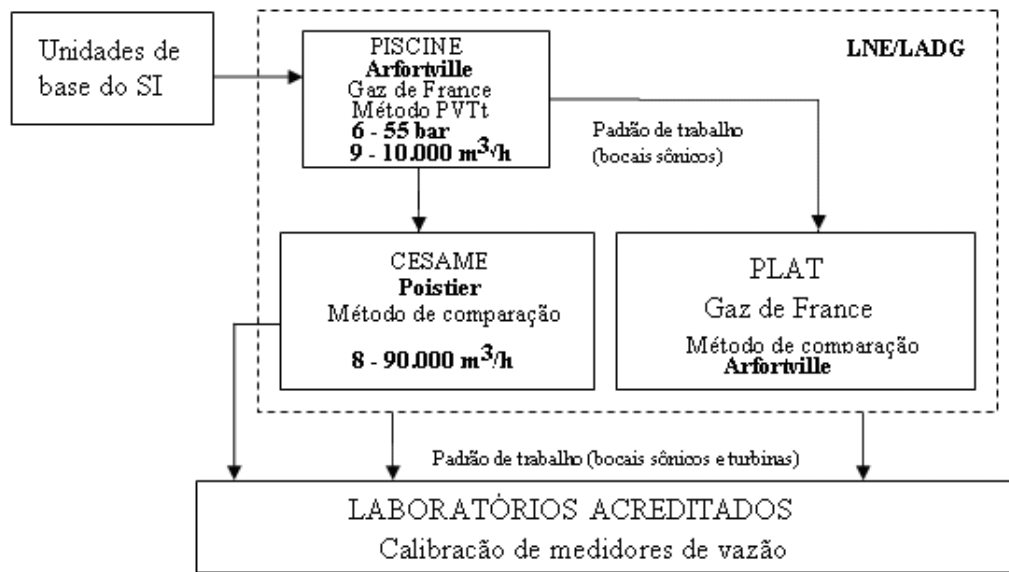 Unidades de
base do SI
PISCINE
Arfortville
Gaz de France
Método PVTt
6 - 55 bar
9 - 10.000 m³/h
LNE/LADG
Padrão de trabalho
(bocais sônicos)
CESAME
Poistier
Método de comparação
8 - 90.000 m³/h
PLAT
Gaz de France
Método de comparação
Arfortville
Padrão de trabalho (bocais sônicos e turbinas)
LABORATÓRIOS ACREDITADOS
Calibracão de medidores de vazão